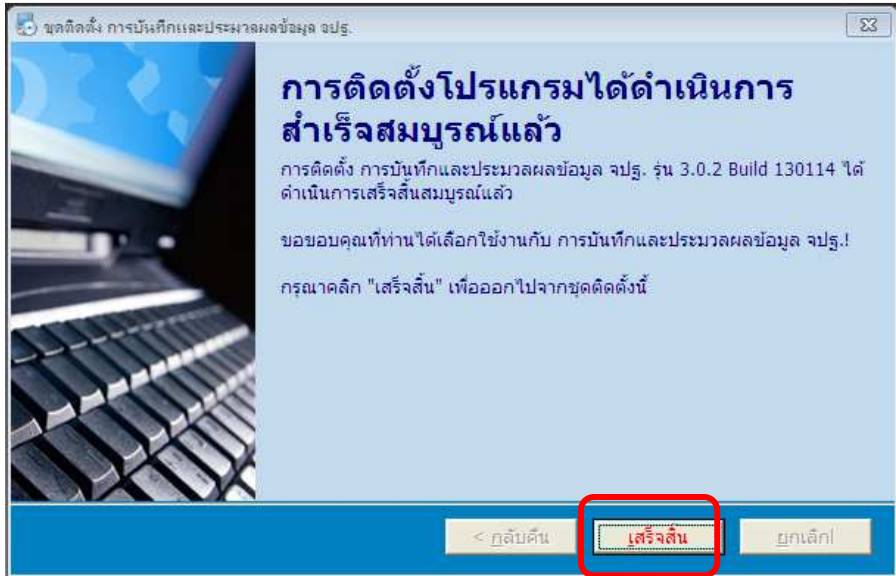 ชุดติดตั้ง การบันทึกและประมวลผลข้อมูล จปฐ.
การติดตั้งโปรแกรมได้ดำเนินการ
สำเร็จสมบูรณ์แล้ว
การติดตั้ง การบันทึกและประมวลผลข้อมูล จปฐ. รุ่น 3.0.2 Build 130114 ได้
ดำเนินการเสร็จสิ้นสมบูรณ์แล้ว
ขอขอบคุณที่ท่านได้เลือกใช้งานกับ การบันทึกและประมวลผลข้อมูล จปฐ.!
กรุณาคลิก "เสร็จสิ้น" เพื่อออกไปจากชุดติดตั้งนี้
< กลับคืน เสร็จสิ้น ยกเลิก!